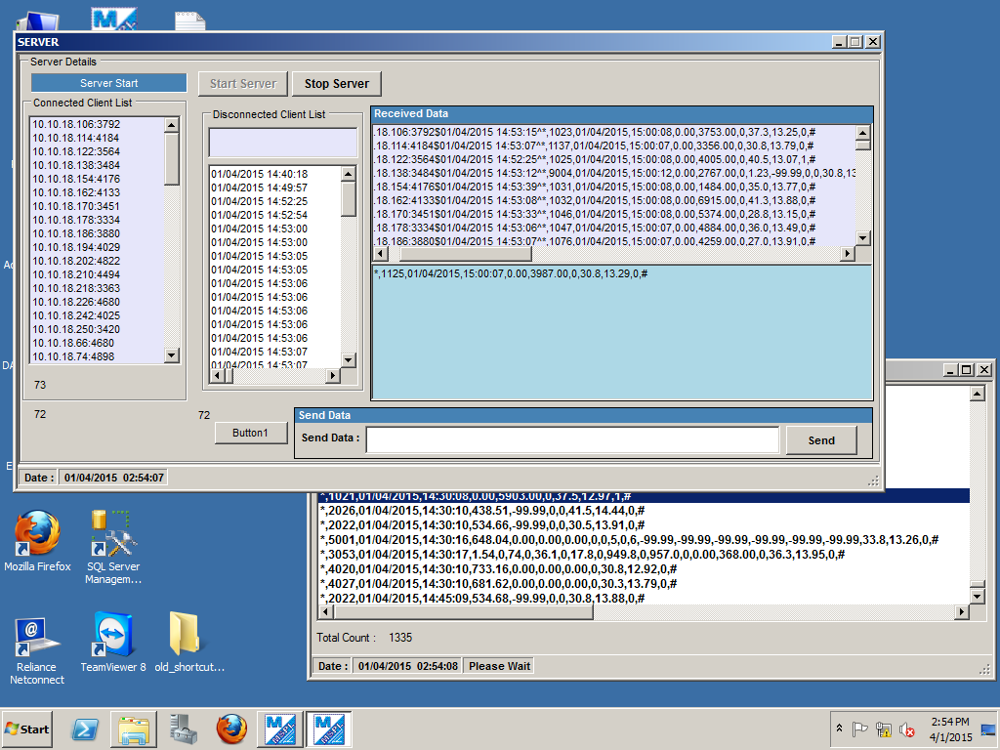 SERVER
Server Details
Server Start
Start Server
Stop Server
Connected Client List
10.10.18.106:3792
10.10.18.114:4184
10.10.18.122:3564
10.10.18.138:3484
10.10.18.154:4176
10.10.18.162:4133
10.10.18.170:3451
10.10.18.178:3334
10.10.18.186:3880
10.10.18.194:4029
10.10.18.202:4822
10.10.18.210:4494
10.10.18.218:3363
10.10.18.226:4680
10.10.18.242:4025
10.10.18.250:3420
10.10.18.66:4680
10.10.18.74:4898
73
72
Disconnected Client List
01/04/2015 14:40:18
01/04/2015 14:49:57
01/04/2015 14:52:25
01/04/2015 14:52:54
01/04/2015 14:53:00
01/04/2015 14:53:00
01/04/2015 14:53:05
01/04/2015 14:53:05
01/04/2015 14:53:06
01/04/2015 14:53:06
01/04/2015 14:53:06
01/04/2015 14:53:06
01/04/2015 14:53:06
01/04/2015 14:53:07
01/04/2015 14:53:07
72
Button1
Received Data
.18.106:3792$01/04/2015 14:53:15^*,1023,01/04/2015,15:00:08,0.00,3753.00,0,37.3,13.25,0,#
.18.114:4184$01/04/2015 14:53:07^*,1137,01/04/2015,15:00:07,0.00,3356.00,0,30.8,13.79,0,#
.18.122:3564$01/04/2015 14:52:25^*,1025,01/04/2015,15:00:08,0.00,4005.00,0,40.5,13.07,1,#
.18.138:3484$01/04/2015 14:53:12^*,9004,01/04/2015,15:00:12,0.00,2767.00,0,1.23,-99.99,0,0,30.8,13
.18.154:4176$01/04/2015 14:53:39^*,1031,01/04/2015,15:00:08,0.00,1484.00,0,35.0,13.77,0,#
.18.162:4133$01/04/2015 14:53:08^*,1032,01/04/2015,15:00:08,0.00,6915.00,0,41.3,13.88,0,#
.18.170:3451$01/04/2015 14:53:33^*,1046,01/04/2015,15:00:08,0.00,5374.00,0,28.8,13.15,0,#
.18.178:3334$01/04/2015 14:53:06^*,1047,01/04/2015,15:00:07,0.00,4884.00,0,36.0,13.49,0,#
.18.186:3880$01/04/2015 14:53:07^*,1076,01/04/2015,15:00:07,0.00,4259.00,0,27.0,13.91,0,#
*,1125,01/04/2015,15:00:07,0.00,3987.00,0,30.8,13.29,0,#
Send Data
Send Data :
Send
Date : 01/04/2015 02:54:07
*,1021,01/04/2015,14:30:08,0.00,5903.00,0,37.5,12.97,1,#
*,2026,01/04/2015,14:30:10,438.51,-99.99,0,0,41.5,14.44,0,#
*,2022,01/04/2015,14:30:10,534.66,-99.99,0,0,30.5,13.91,0,#
*,5001,01/04/2015,14:30:16,648.04,0.00,0.00,0.00,0,0,5,0,6,-99.99,-99.99,-99.99,-99.99,-99.99,-99.99,33.8,13.26,0,#
*,3053,01/04/2015,14:30:17,1.54,0,74,0,36.1,0,17.8,0,949.8,0,957.0,0,0.00,368.00,0,36.3,13.95,0,#
*,4020,01/04/2015,14:30:10,733.16,0.00,0.00,0.00,0,30.8,12.92,0,#
*,4027,01/04/2015,14:30:10,681.62,0.00,0.00,0.00,0,30.3,13.79,0,#
*,2022,01/04/2015,14:45:09,534.68,-99.99,0,0,30.8,13.88,0,#
Total Count : 1335
Date : 01/04/2015 02:54:08 Please Wait
Mozilla Firefox
SQL Server
Managem...
Reliance
Netconnect
TeamViewer 8
old_shortcut...
Start
2:54 PM
4/1/2015